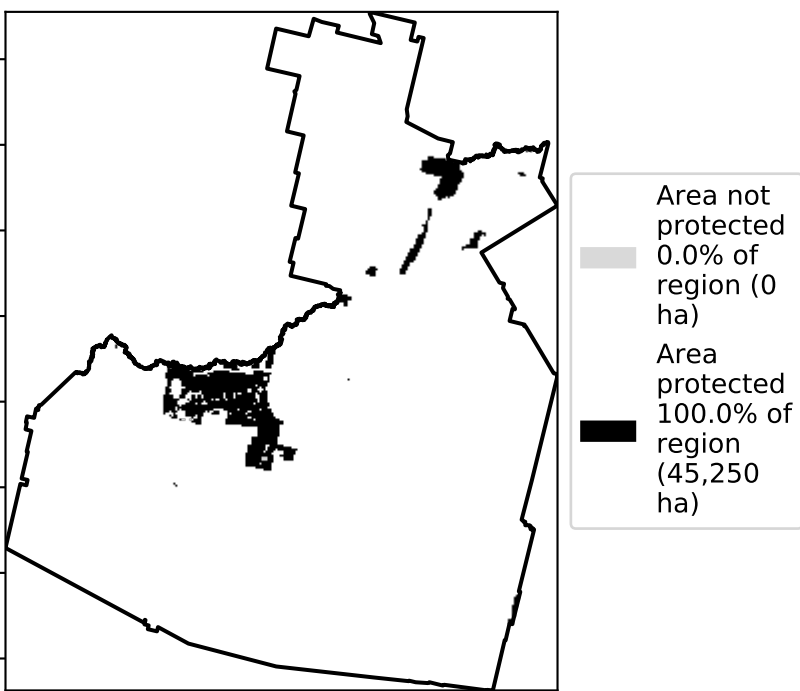 Area not
protected
0.0% of
region (0
ha)
Area
protected
100.0% of
region
(45,250
ha)